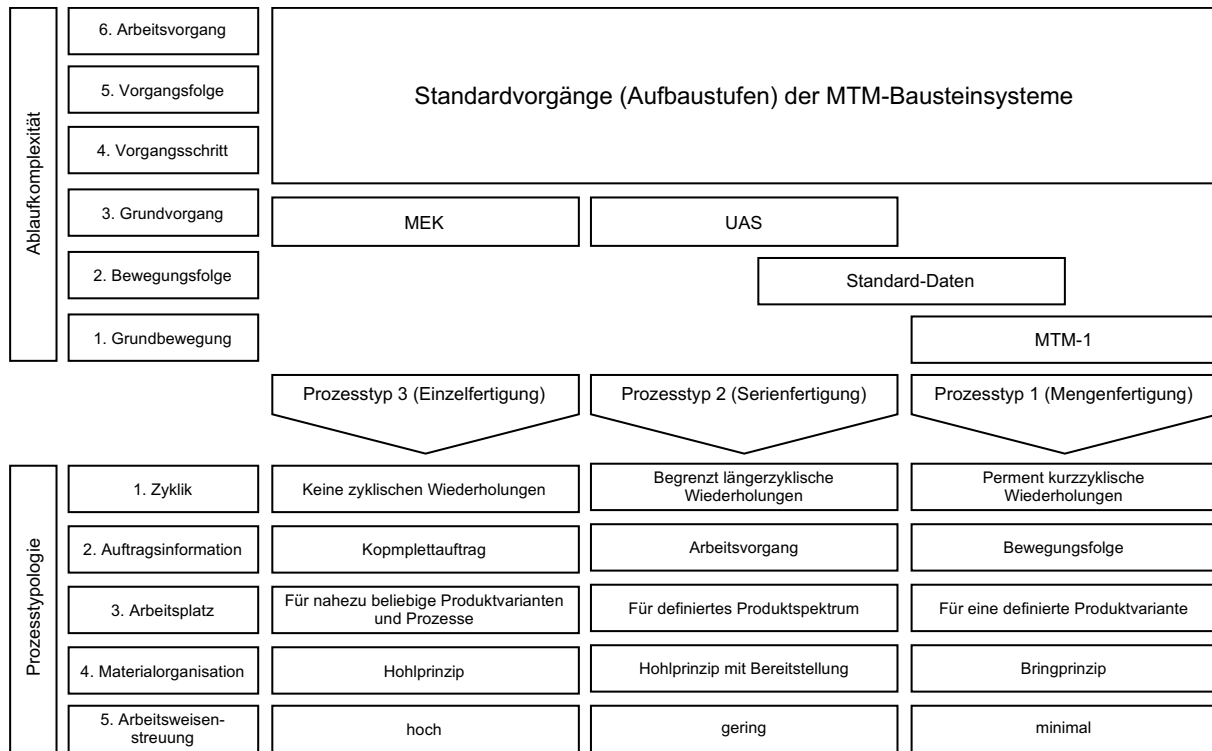 Ablaufkomplexität
6. Arbeitsvorgang
5. Vorgangsfolge
4. Vorgangsschritt
3. Grundvorgang
2. Bewegungsfolge
1. Grundbewegung
Standardvorgänge (Aufbaustufen) der MTM-Bausteinsysteme
MEK
UAS
Standard-Daten
MTM-1
Prozesstyp 3 (Einzelfertigung)
Prozesstyp 2 (Serienfertigung)
Prozesstyp 1 (Mengenfertigung)
Prozesstypologie
1. Zyklik
Keine zyklischen Wiederholungen
Begrenzt längerzyklische
Wiederholungen
Perment kurzzyklische
Wiederholungen
2. Auftragsinformation
Kopmplettauftrag
Arbeitsvorgang
Bewegungsfolge
3. Arbeitsplatz
Für nahezu beliebige Produktvarianten
und Prozesse
Für definiertes Produktspektrum
Für eine definierte Produktvariante
4. Materialorganisation
Hohlprinzip
Hohlprinzip mit Bereitstellung
Bringprinzip
5. Arbeitsweisen-
streuung
hoch
gering
minimal